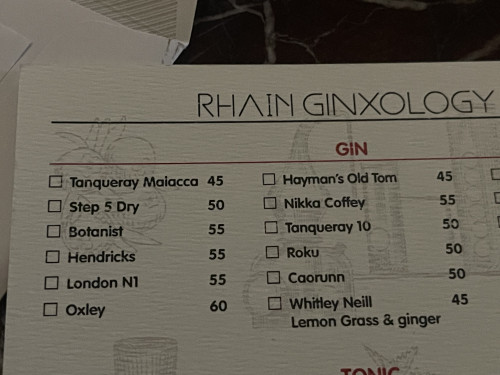 RHAIN GINXOLOGY
GIN
Tanqueray Malacca 45
Step 5 Dry 50
Botanist 55
Hendricks 55
London N1 55
Oxley 60
Hayman's Old Tom 45
Nikka Coffey 55
Tanqueray 10 50
Roku 50
Caorunn 50
Whitley Neill 45
Lemon Grass & ginger
TONIC